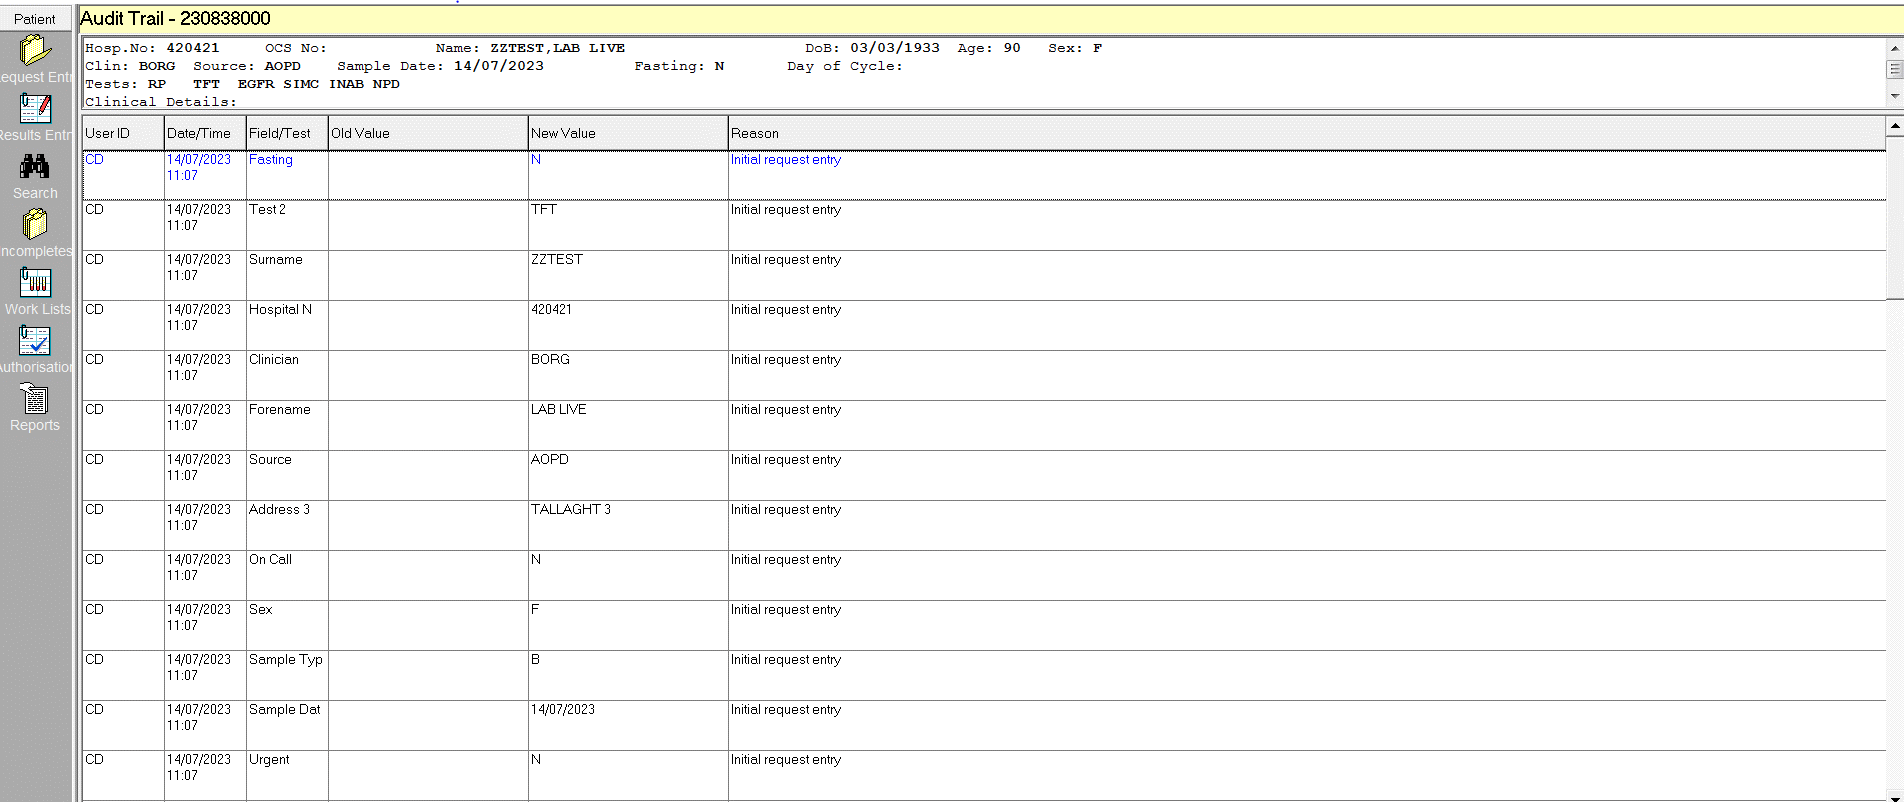 Patient
Request Entr
Results Entr
Search
Incompletes
Work Lists
Authorisation
Reports
Audit Trail - 230838000
Hosp.No: 420421 OCS No: Name: ZZTEST,LAB LIVE DoB: 03/03/1933 Age: 90 Sex: F
Clin: BORG Source: AOPD Sample Date: 14/07/2023 Fasting: N Day of Cycle:
Tests: RP TFT EGFR SIMC INAB NPD
Clinical Details:
User ID Date/Time Field/Test Old Value New Value Reason
CD 14/07/2023 Fasting N Initial request entry
11:07
CD 14/07/2023 Test 2 TFT Initial request entry
11:07
CD 14/07/2023 Surname ZZTEST Initial request entry
11:07
CD 14/07/2023 Hospital N 420421 Initial request entry
11:07
CD 14/07/2023 Clinician BORG Initial request entry
11:07
CD 14/07/2023 Forename LAB LIVE Initial request entry
11:07
CD 14/07/2023 Source AOPD Initial request entry
11:07
CD 14/07/2023 Address 3 TALLAGHT 3 Initial request entry
11:07
CD 14/07/2023 On Call N Initial request entry
11:07
CD 14/07/2023 Sex F Initial request entry
11:07
CD 14/07/2023 Sample Typ B Initial request entry
11:07
CD 14/07/2023 Sample Dat 14/07/2023 Initial request entry
11:07
CD 14/07/2023 Urgent N Initial request entry
11:07